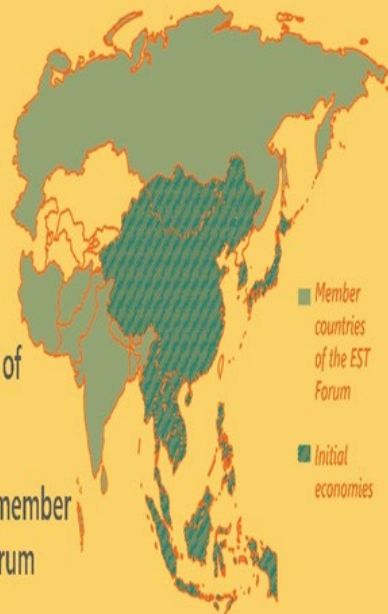 of
member
rum
Member
countries
of the EST
Forum
Initial
economies